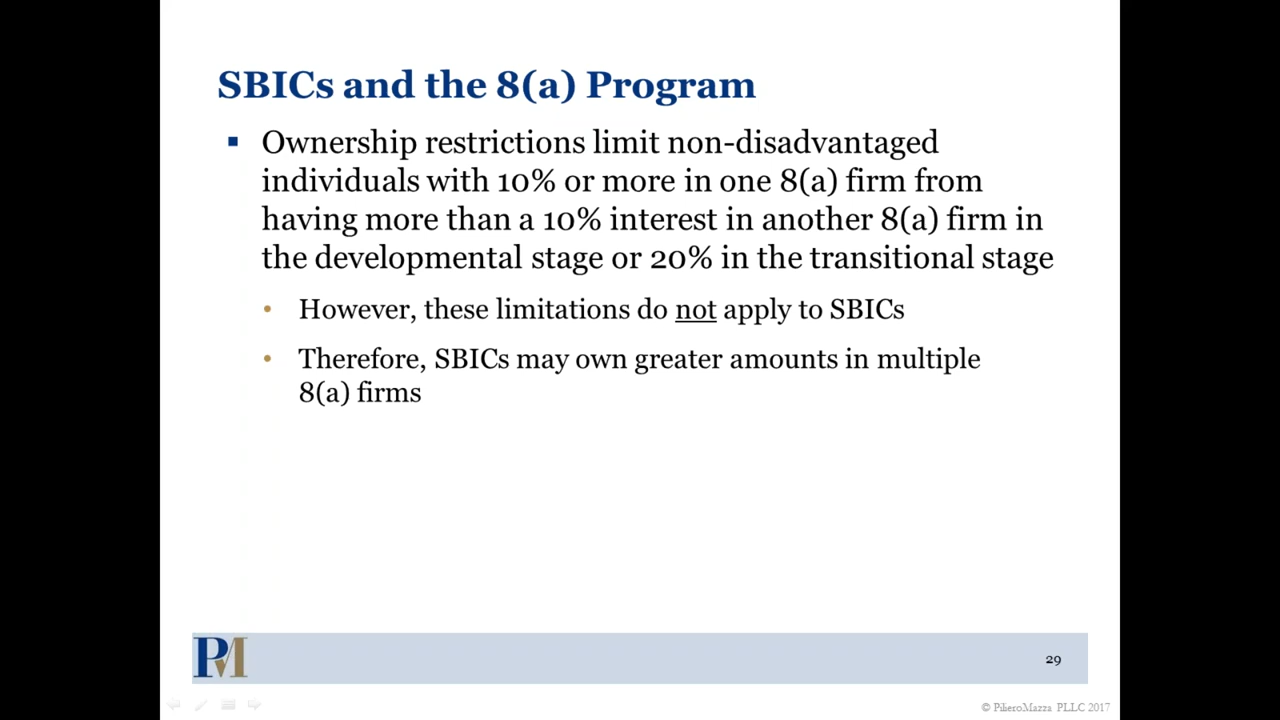 SBICs and the 8(a) Program
▪ Ownership restrictions limit non-disadvantaged
individuals with 10% or more in one 8(a) firm from
having more than a 10% interest in another 8(a) firm in
the developmental stage or 20% in the transitional stage
• However, these limitations do not apply to SBICs
• Therefore, SBICs may own greater amounts in multiple
8(a) firms
PM
29
© PilieroMazza PLLC 2017